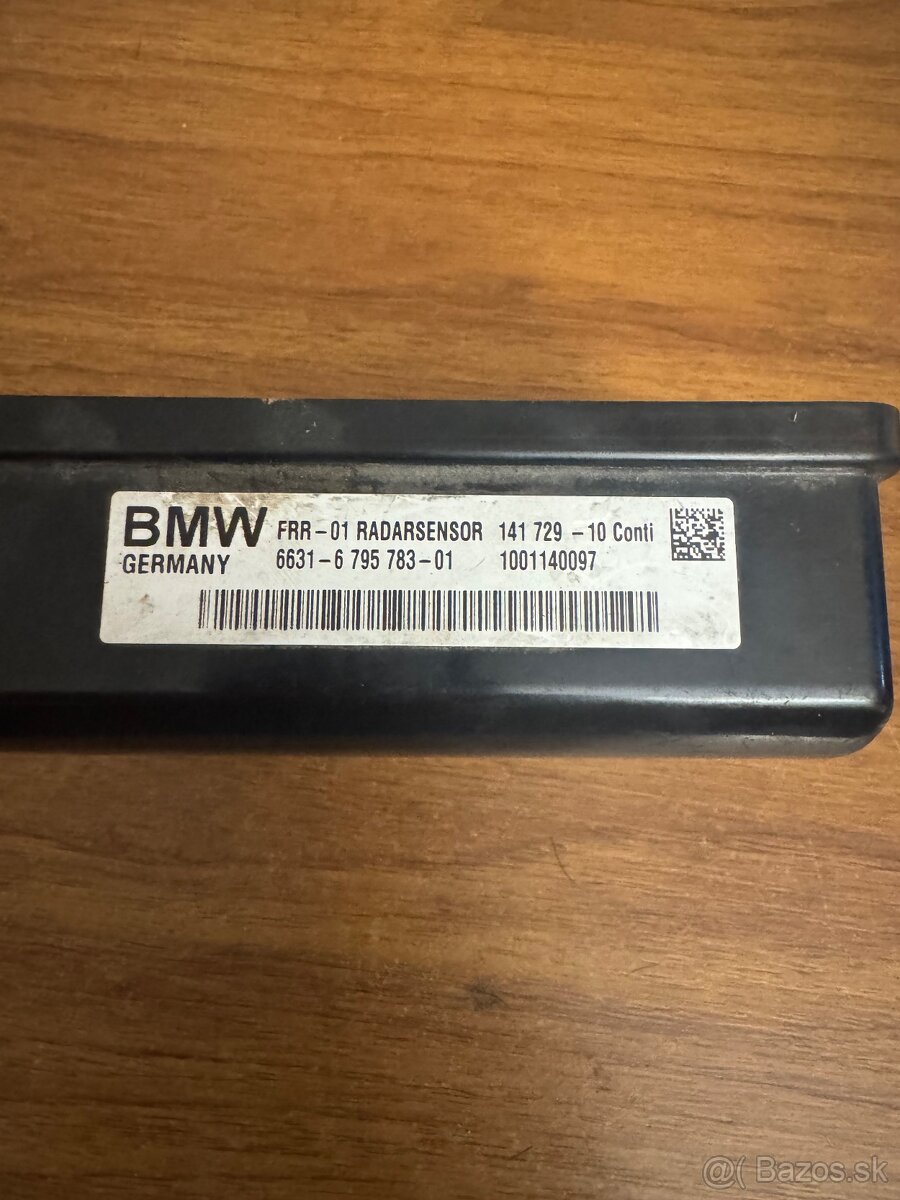 BMW FRR-01 RADARSENSOR 141 729 -10 Conti
GERMANY 6631-6 795 783-01 1001140097
@( Bazos.sk